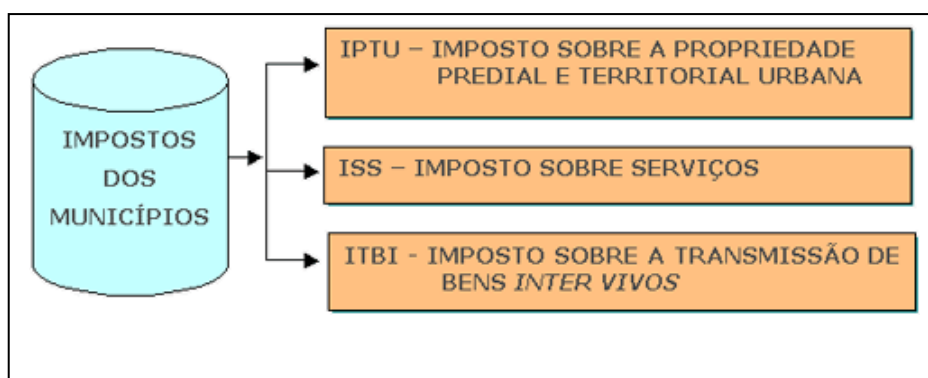 IMPOSTOS
DOS
MUNICÍPIOS
IPTU – IMPOSTO SOBRE A PROPRIEDADE
PREDIAL E TERRITORIAL URBANA
ISS – IMPOSTO SOBRE SERVIÇOS
ITBI - IMPOSTO SOBRE A TRANSMISSÃO DE
BENS INTER VIVOS